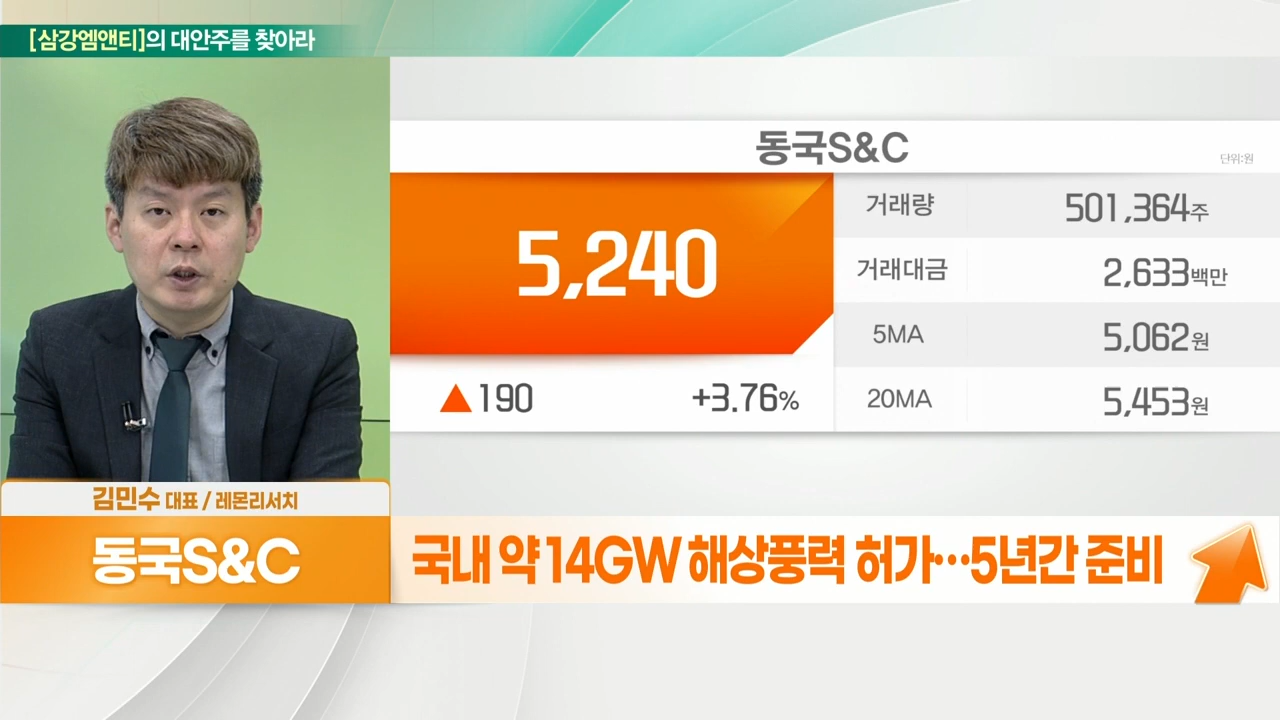 [삼강엠앤티]의 대안주를 찾아라
동국S&C
단위:원
5,240
▲190 +3.76%
거래량 501,364주
거래대금 2,633백만
5MA 5,062원
20MA 5,453원
김민수 대표 / 레몬리서치
동국S&C
국내 약 14GW 해상풍력 허가…5년간 준비